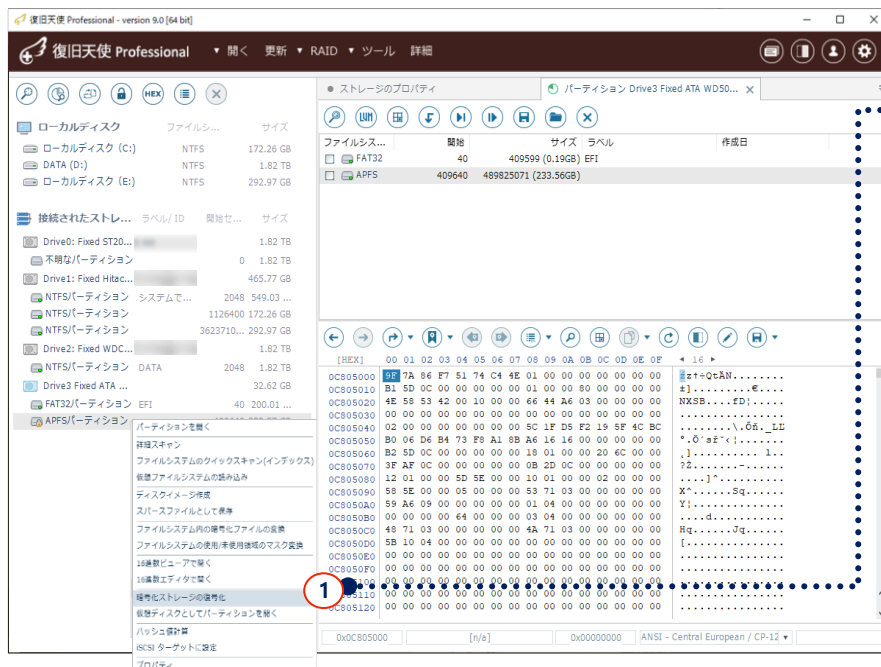 復旧天使 Professional - version 9.0 [64 bit]
復旧天使 Professional ▾ 開く 更新 ▾ RAID ▾ ツール 詳細
HEX
ストレージのプロパティ パーティション Drive3 Fixed ATA WD50...
LVM
ローカルディスク ファイルシ... サイズ
ローカルディスク (C:) NTFS 172.26 GB
DATA (D:) NTFS 1.82 TB
ローカルディスク (E:) NTFS 292.97 GB
接続されたストレ... ラベル/ ID 開始セ... サイズ
Drive0: Fixed ST20... 1.82 TB
不明なパーティション 0 1.82 TB
Drive1: Fixed Hitac... 465.77 GB
NTFSパーティション システムで... 2048 549.03 ...
NTFSパーティション 1126400 172.26 GB
NTFSパーティション 3623710... 292.97 GB
Drive2: Fixed WDC... 1.82 TB
NTFSパーティション DATA 2048 1.82 TB
Drive3 Fixed ATA ... 32.62 GB
FAT32パーティション EFI 40 200.01 ...
APFSパーティション
パーティションを開く
詳細スキャン
ファイルシステムのクイックスキャン(インデックス)
仮想ファイルシステムの読み込み
ディスクイメージ作成
スパースファイルとして保存
ファイルシステム内の暗号化ファイルの変換
ファイルシステムの使用/未使用領域のマスク変換
16進数ビューアで開く
16進数エディタで開く
暗号化ストレージの復号化
仮想ディスクとしてパーティションを開く
ハッシュ値計算
iSCSI ターゲットに設定
プロパティ
1
ファイルシス... 開始 サイズ ラベル 作成日
FAT32 40 409599 (0.19GB) EFI
APFS 409640 489825071 (233.56GB)
[HEX] 00 01 02 03 04 05 06 07 08 09 0A 0B 0C 0D 0E 0F 16
0C805000 9F 7A 86 F7 51 74 C4 4E 01 00 00 00 00 00 00 00 źz†÷QtÄN........
0C805010 B1 5D 0C 00 00 00 00 00 01 00 00 80 00 00 00 00 ±].........€....
0C805020 4E 58 53 42 00 10 00 00 66 44 A6 03 00 00 00 00 NXSB....fD¦.....
0C805030 00 00 00 00 00 00 00 00 00 00 00 00 00 00 00 00 ................
0C805040 02 00 00 00 00 00 00 00 5C 1F D5 F2 19 5F 4C BC
0C805050 B0 06 D6 B4 73 F8 A1 8B A6 16 16 00 00 00 00 00
0C805060 B2 5D 0C 00 00 00 00 00 18 01 00 00 20 6C 00 00
0C805070 3F AF 0C 00 00 00 00 00 0B 2D 0C 00 00 00 00 00 ?Ż.......-......
0C805080 12 01 00 00 5D 5E 00 00 10 01 00 00 02 00 00 00 ....]^..........
0C805090 58 5E 00 00 05 00 00 00 53 71 03 00 00 00 00 00 X^......Sq......
0C8050A0 59 A6 09 00 00 00 00 00 01 04 00 00 00 00 00 00 Y¦..............
0C8050B0 00 00 00 00 64 00 00 00 03 04 00 00 00 00 00 00 ....d...........
0C8050C0 48 71 03 00 00 00 00 00 4A 71 03 00 00 00 00 00 Hq......Jq......
0C8050D0 5B 10 04 00 00 00 00 00 00 00 00 00 00 00 00 00 [...............
0C8050E0 00 00 00 00 00 00 00 00 00 00 00 00 00 00 00 00 ................
0C8050F0 00 00 00 00 00 00 00 00 00 00 00 00 00 00 00 00 ................
00 00 00 00 00 00 00 00 00 00 00 00 00 00 00 00
00 00 00 00 00 00 00 00 00 00 00 00 00 00 00 00 ................
0C805120 00 00 00 00 00 00 00 00 00 00 00 00 00 00 00 00 ................
0x0C805000 [n/a] 0x00000000 ANSI - Central European / CP-12